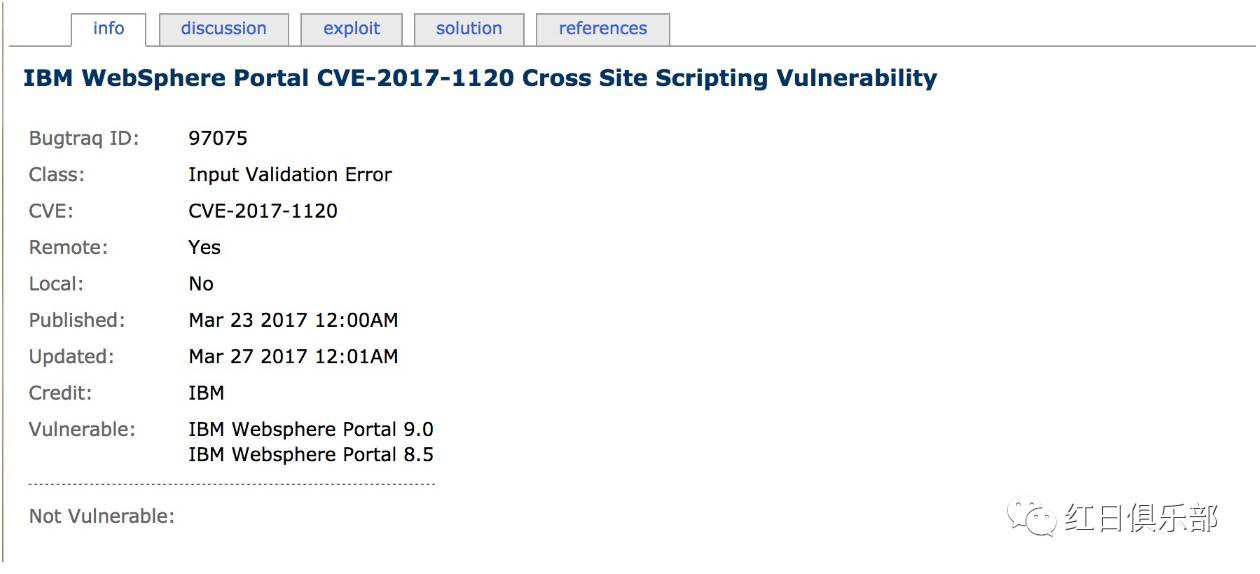 info discussion exploit solution references
IBM WebSphere Portal CVE-2017-1120 Cross Site Scripting Vulnerability
Bugtraq ID: 97075
Class: Input Validation Error
CVE: CVE-2017-1120
Remote: Yes
Local: No
Published: Mar 23 2017 12:00AM
Updated: Mar 27 2017 12:01AM
Credit: IBM
Vulnerable: IBM Websphere Portal 9.0
IBM Websphere Portal 8.5
Not Vulnerable:
红日俱乐部